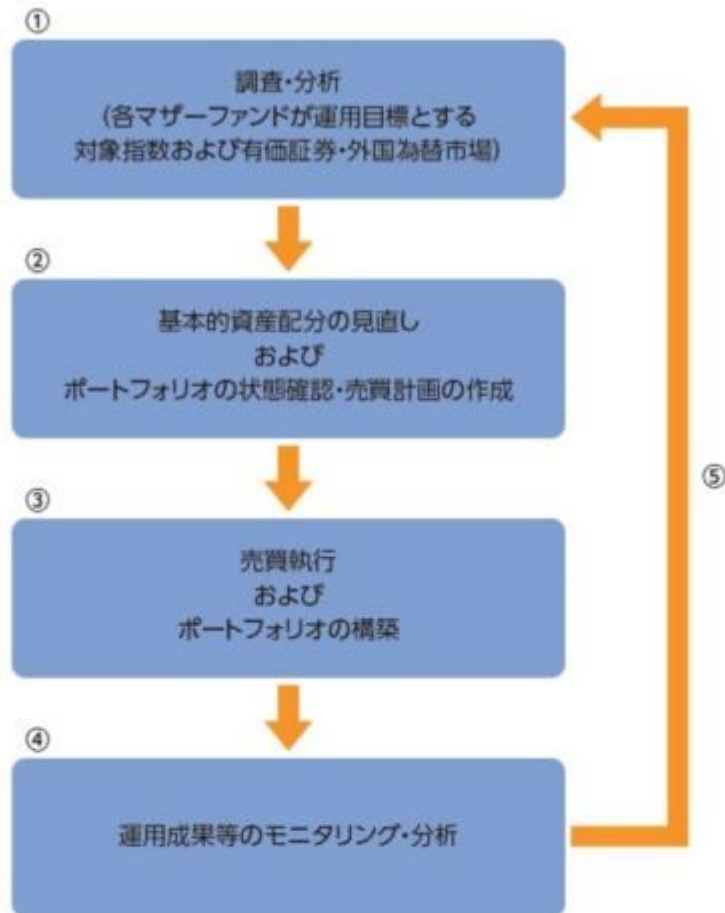 ①
調査・分析
(各マザーファンドが運用目標とする
対象指数および有価証券・外国為替市場)
②
基本的資産配分の見直し
および
ポートフォリオの状態確認・売買計画の作成
③
売買執行
および
ポートフォリオの構築
④
運用成果等のモニタリング・分析
⑤